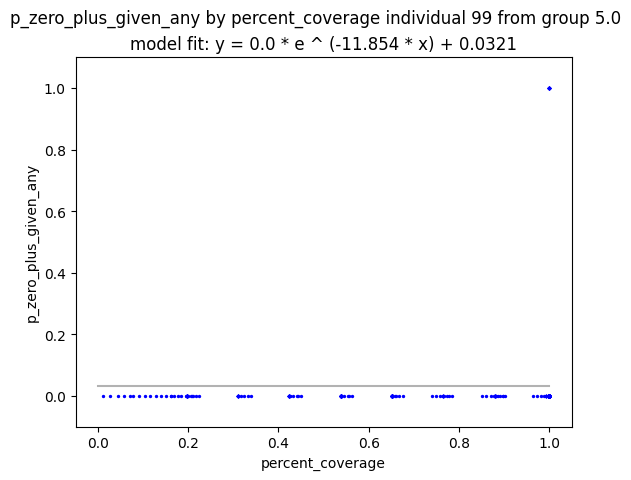 p_zero_plus_given_any by percent_coverage individual 99 from group 5.0
model fit: y = 0.0 * e ^ (-11.854 * x) + 0.0321
1.0
0.8
0.6
0.4
0.2
0.0
p_zero_plus_given_any
0.0 0.2 0.4 0.6 0.8 1.0
percent_coverage